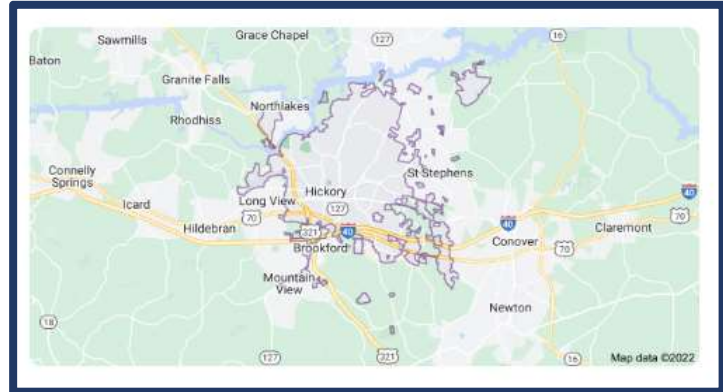 Grace Chapel
16
Sawmills
127
Baton
Granite Falls
Northlakes
Rhodhiss
Connelly
Springs
St Stephens
Hickory
Long View
127
40
Icard
70
40
70
Hildebran
321
40
Claremont
Brookford
Conover
70
Mountain
View
Newton
18
127
321
16
Map data ©2022